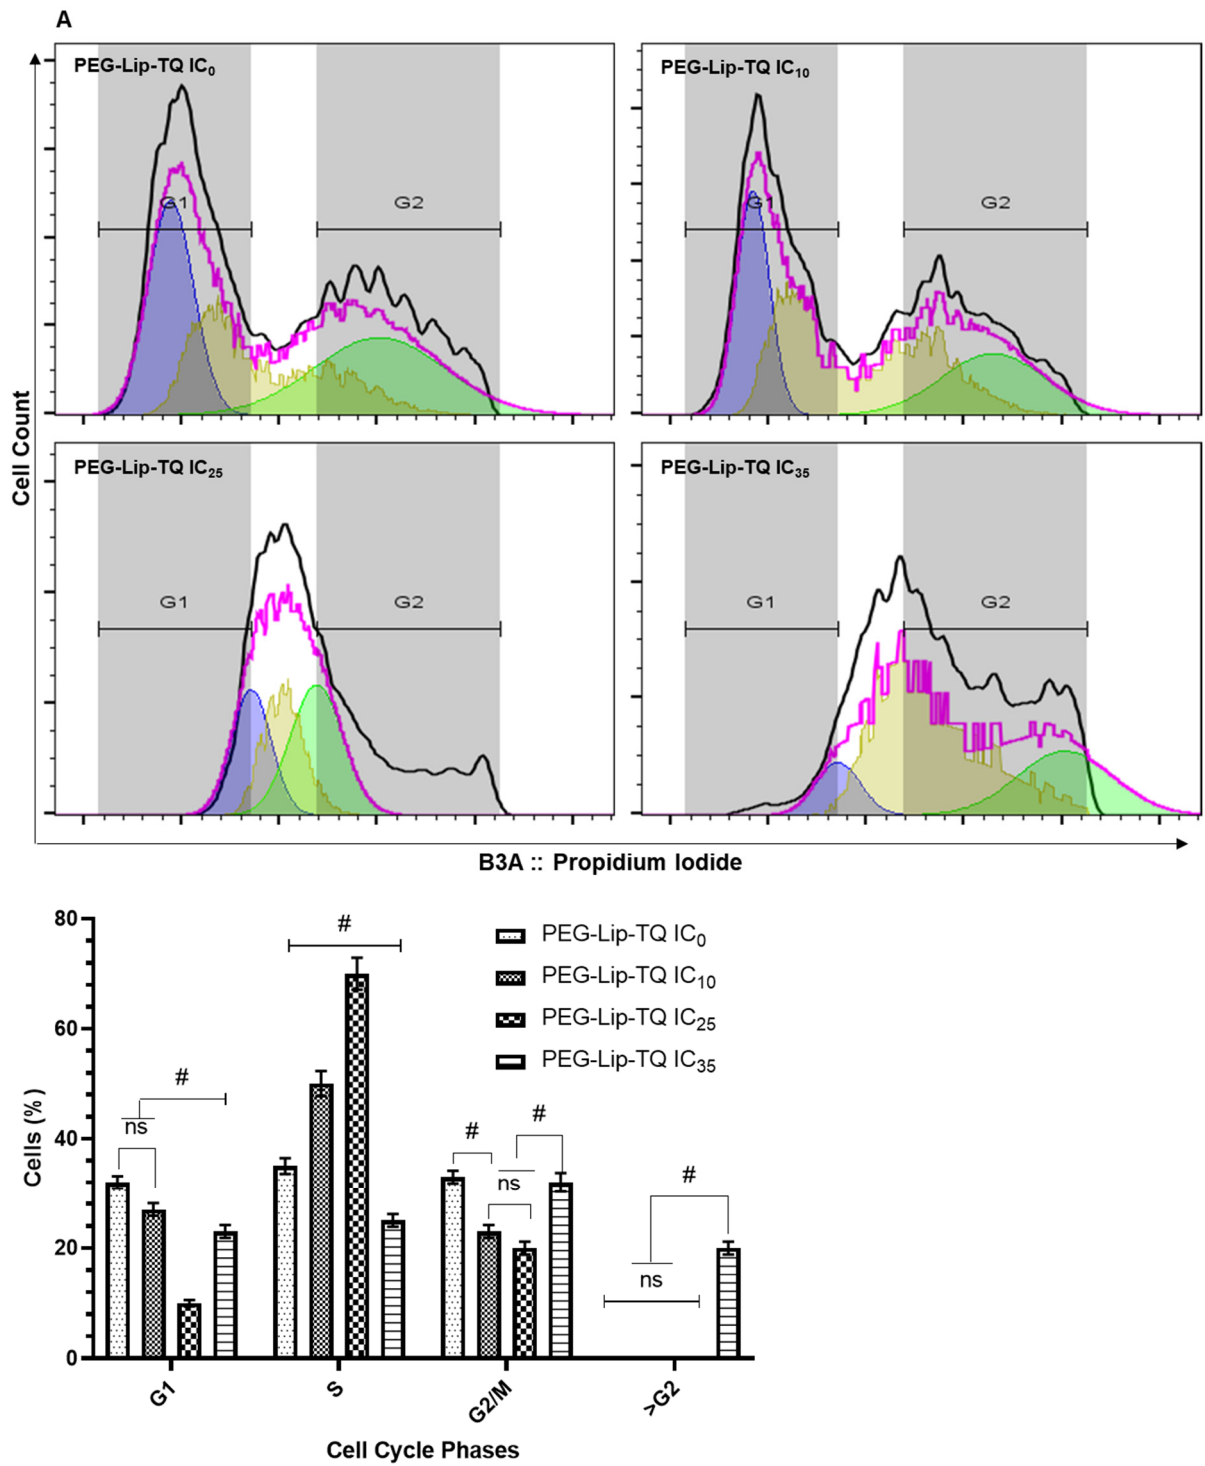 A
PEG-Lip-TQ IC0
G1
G2
PEG-Lip-TQ IC10
G1
G2
PEG-Lip-TQ IC25
G1
G2
PEG-Lip-TQ IC35
G1
G2
Cell Count
B3A :: Propidium Iodide
80
60
40
20
0
Cells (%)
PEG-Lip-TQ IC0
PEG-Lip-TQ IC10
PEG-Lip-TQ IC25
PEG-Lip-TQ IC35
#
ns
#
#
ns
#
ns
#
G1
S
G2/M
>G2
Cell Cycle Phases